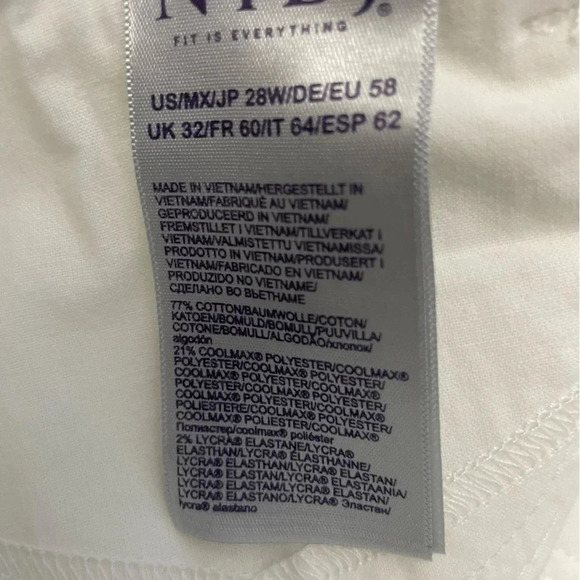 NYDJ®
FIT IS EVERYTHING
US/MX/JP 28W/DE/EU 58
UK 32/FR 60/IT 64/ESP 62
MADE IN VIETNAM/HERGESTELLT IN
VIETNAM/FABRIQUÉ AU VIETNAM/
GEPRODUCEERD IN VIETNAM/
FREMSTILLET I VIETNAM/TILLVERKAT I
VIETNAM/VALMISTETTU VIETNAMISSA/
PRODOTTO IN VIETNAM/PRODUSERT I
VIETNAM/FABRICADO EN VIETNAM/
PRODUZIDO NO VIETNAME/
СДЕЛАНО ВО ВЬЕТНАМЕ
77% COTTON/BAUMWOLLE/COTON/
KATOEN/BOMULD/BOMULL/PUUVILLA/
COTONE/BOMULL/ALGODÃO/хлопок/
algodón
21% COOLMAX® POLYESTER/COOLMAX®
POLYESTER/COOLMAX® POLYESTER/
COOLMAX® POLYESTER/COOLMAX®
POLYESTER/COOLMAX® POLYESTER/
COOLMAX® POLYESTERI/COOLMAX®
POLIESTERE/COOLMAX® POLYESTER/
COOLMAX® POLIÉSTER/COOLMAX®
Полиэстер/coolmax® poliéster
2% LYCRA® ELASTANE/LYCRA®
ELASTHAN/LYCRA® ÉLASTHANNE/
LYCRA® ELASTHAN/LYCRA® ELASTAN/
LYCRA® ELASTAN/LYCRA® ELASTAANIA/
LYCRA® ELASTAM/LYCRA® ELASTAN/
LYCRA® ELASTANO/LYCRA® Эластан/
lycra® elastano